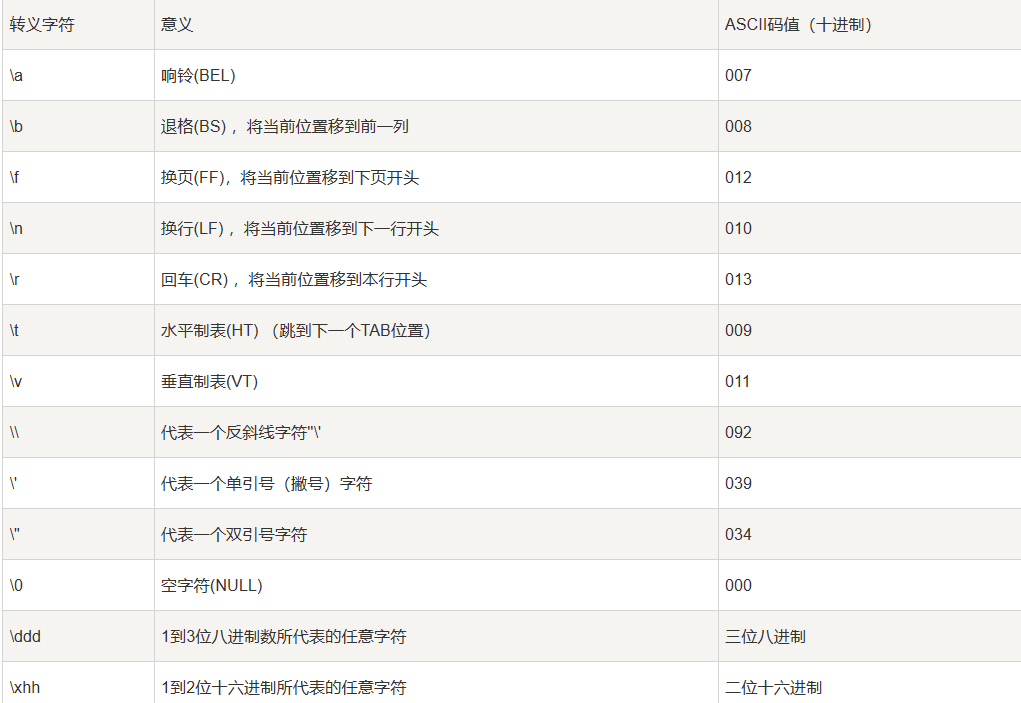 转义字符 意义 ASCII码值（十进制）
\a 响铃(BEL) 007
\b 退格(BS) ，将当前位置移到前一列 008
\f 换页(FF)，将当前位置移到下页开头 012
\n 换行(LF) ，将当前位置移到下一行开头 010
\r 回车(CR) ，将当前位置移到本行开头 013
\t 水平制表(HT) （跳到下一个TAB位置） 009
\v 垂直制表(VT) 011
\\ 代表一个反斜线字符''\' 092
\' 代表一个单引号（撇号）字符 039
\" 代表一个双引号字符 034
\0 空字符(NULL) 000
\ddd 1到3位八进制数所代表的任意字符 三位八进制
\xhh 1到2位十六进制所代表的任意字符 二位十六进制